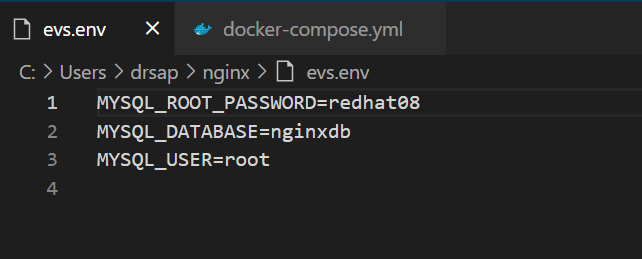 evs.env × docker-compose.yml
C: > Users > drsap > nginx > evs.env
1 MYSQL_ROOT_PASSWORD=redhat08
2 MYSQL_DATABASE=nginxdb
3 MYSQL_USER=root
4